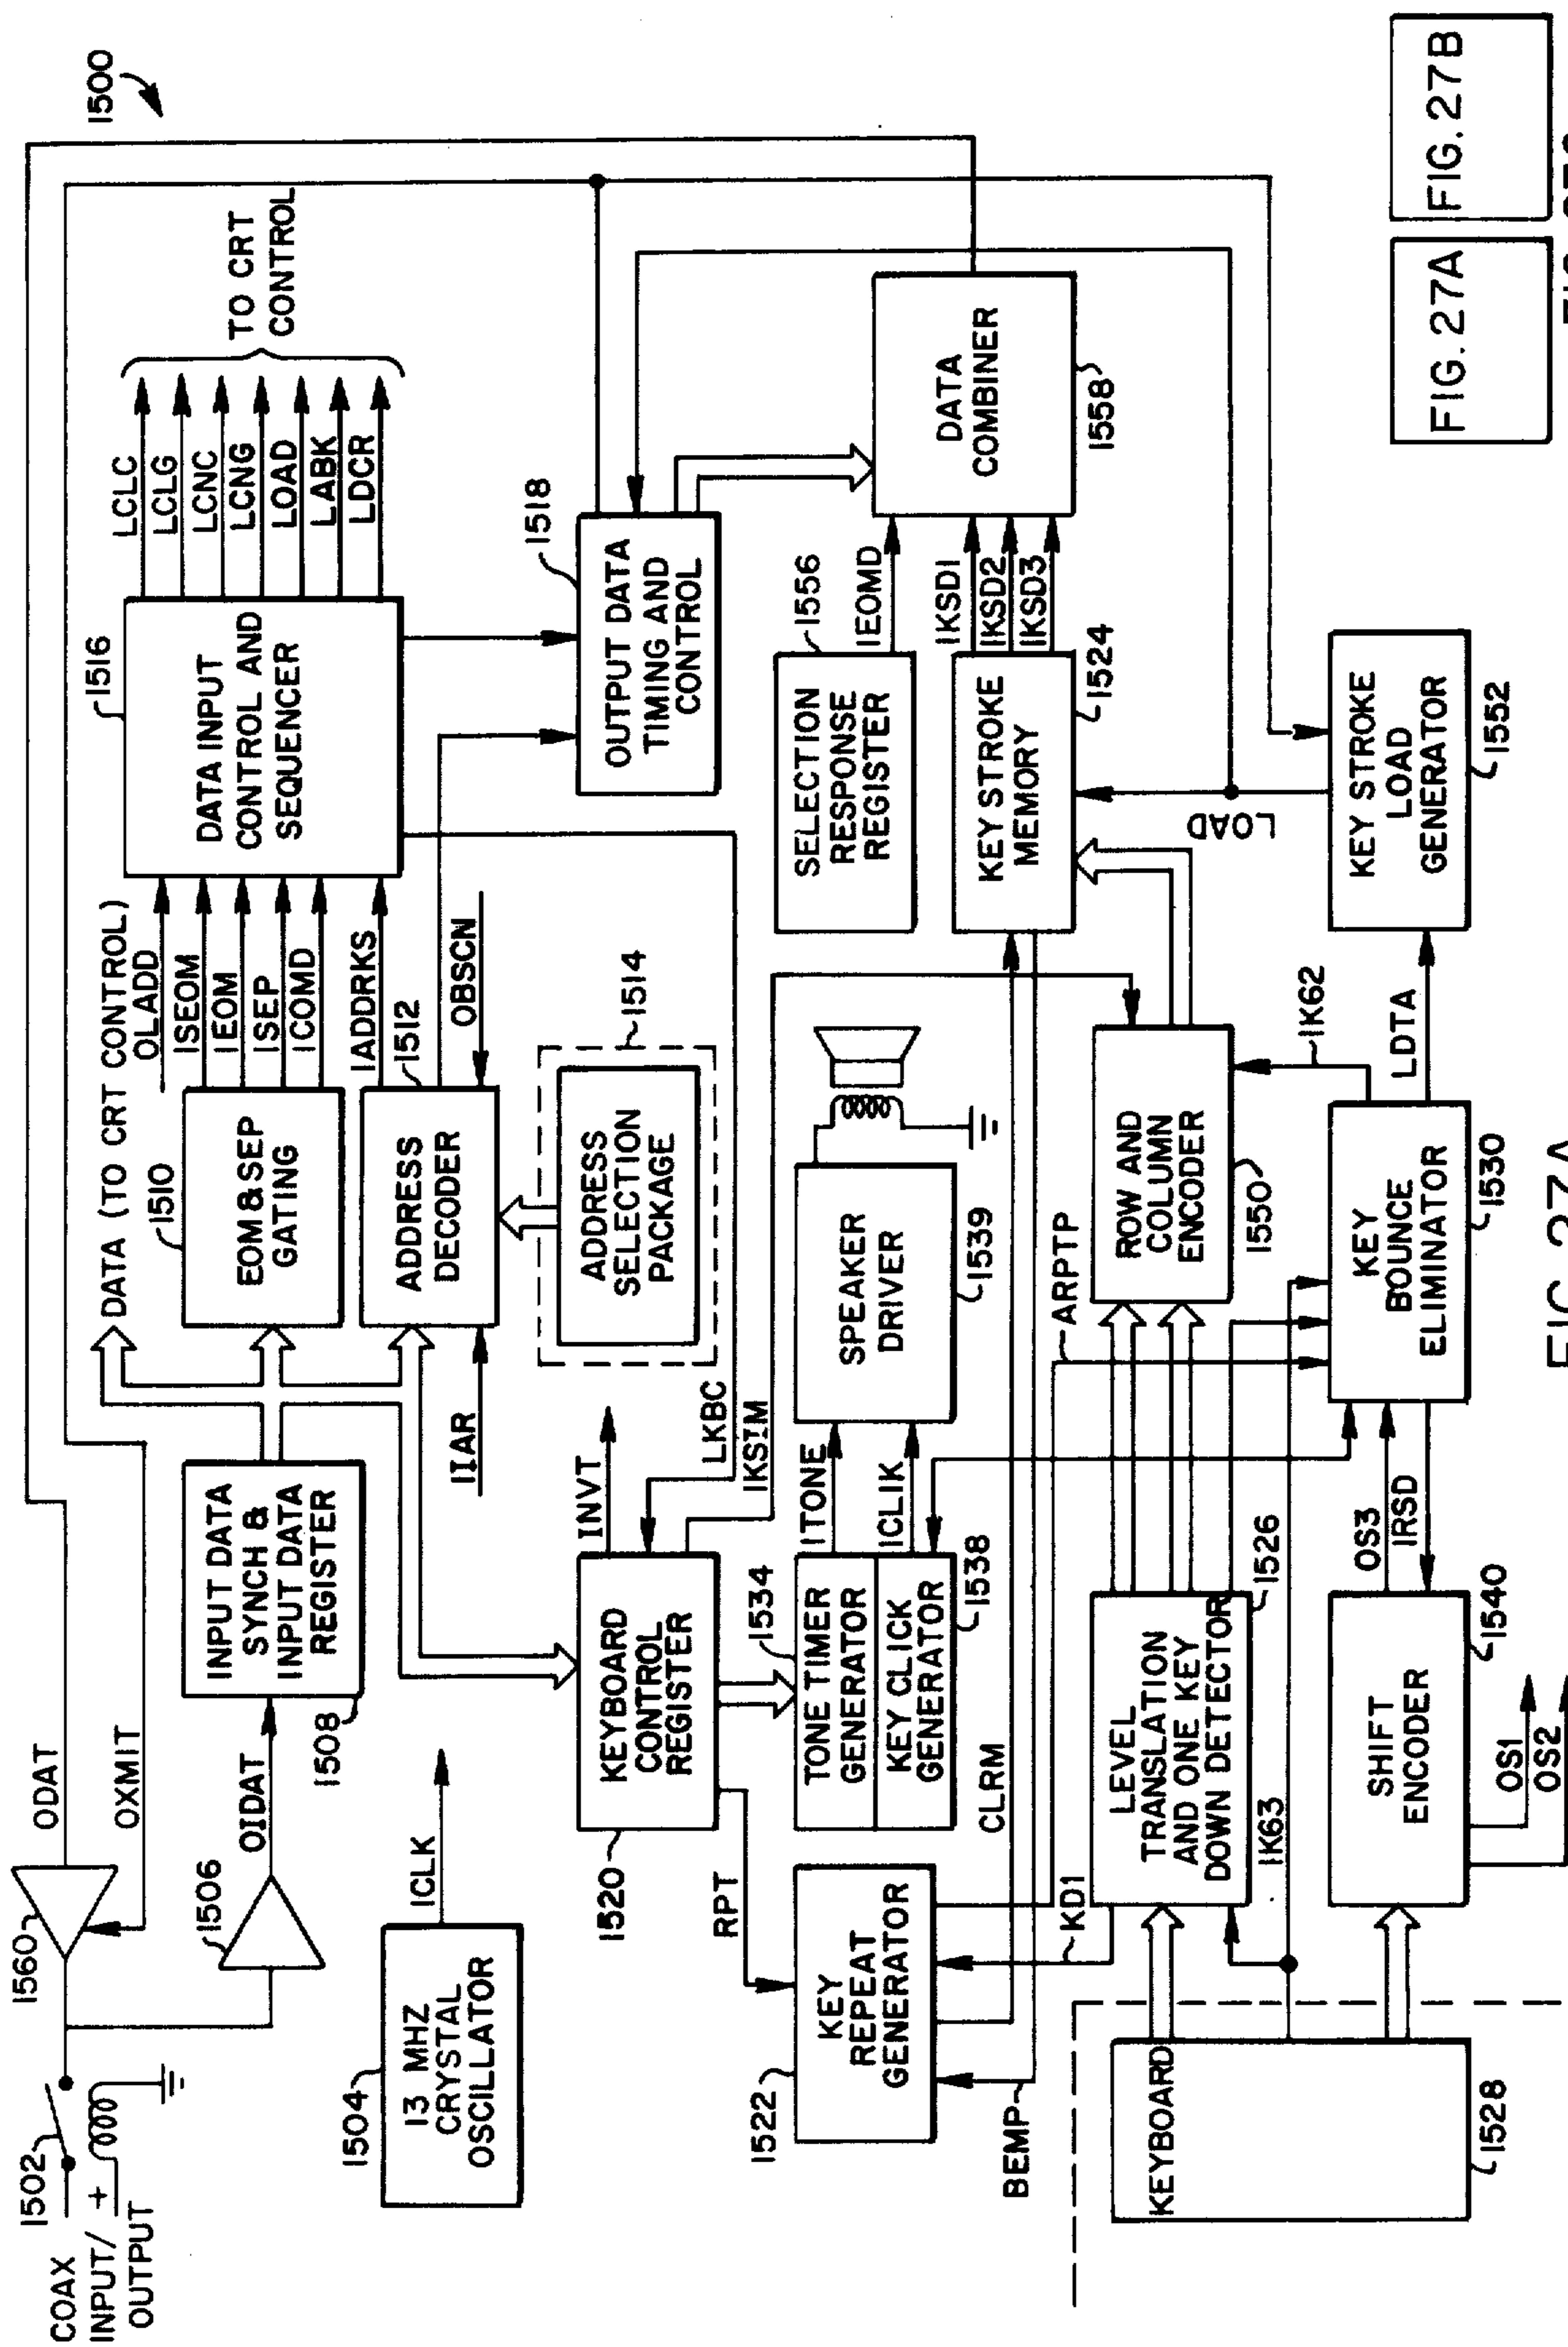 1500
COAX
INPUT/
OUTPUT
+
1502
1560
ODAT
OXMIT
1506
OIDAT
1504
13 MHZ
CRYSTAL
OSCILLATOR
1CLK
INPUT DATA
SYNCH &
INPUT DATA
REGISTER
1508
DATA (TO CRT CONTROL)
EOM&SEP
GATING
1510
OLADD
ISEOM
IEOM
ISEP
ICOMD
IADDRKS
DATA INPUT
CONTROL AND
SEQUENCER
1516
LCLC
LCLG
LCNC
LCNG
LOAD
LABK
LDCR
TO CRT
CONTROL
ADDRESS
DECODER
1512
IIAR
OBSCN
ADDRESS
SELECTION
PACKAGE
1514
OUTPUT DATA
TIMING AND
CONTROL
1518
KEYBOARD
CONTROL
REGISTER
1520
INVT
LKBC
IKSIM
RPT
KEY
REPEAT
GENERATOR
1522
TONE TIMER
GENERATOR
1534
KEY CLICK
GENERATOR
1538
ITONE
ICLIK
SPEAKER
DRIVER
1539
SELECTION
RESPONSE
REGISTER
1556
IEOMD
KEY STROKE
MEMORY
1524
IKSD1
IKSD2
IKSD3
DATA
COMBINER
1558
CLRM
BEMP
KD1
ARPTP
LOAD
KEYBOARD
1528
LEVEL
TRANSLATION
AND ONE KEY
DOWN DETECTOR
1526
ROW AND
COLUMN
ENCODER
1550
IK62
IK63
SHIFT
ENCODER
1540
OS3
IRSD
OS1
OS2
KEY
BOUNCE
ELIMINATOR
1530
LDTA
KEY STROKE
LOAD
GENERATOR
1552
FIG. 27A
FIG. 27A
FIG. 27B